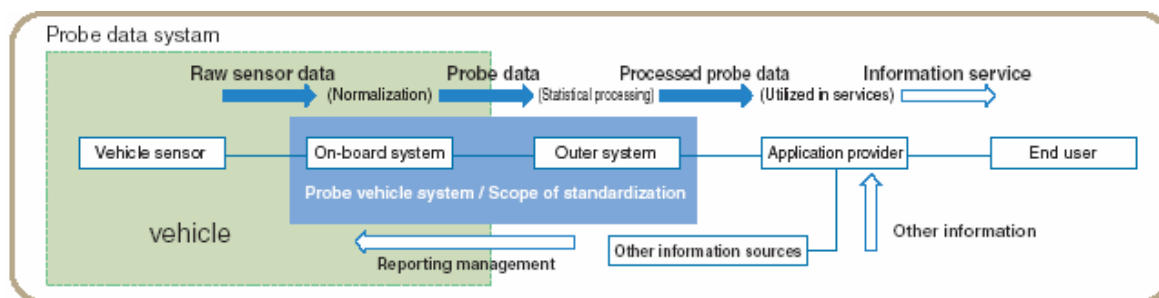 Probe data systam
Raw sensor data
Probe data
Processed probe data
Information service
(Normalization)
(Statistical processing)
(Utilized in services)
Vehicle sensor
On-board system
Outer system
Application provider
End user
Probe vehicle system / Scope of standardization
vehicle
Other information
Other information sources
Reporting management